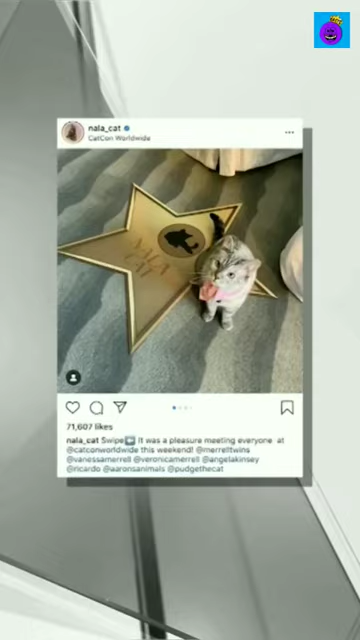 nala_cat
CatCon Worldwide
NALA
CAT
71,607 likes
nala_cat Swipe➡️ It was a pleasure meeting everyone at
@catconworldwide this weekend! @merrelltwins
@vanessamerrell @veronicamerrell @angelakinsey
@ricardo @aaronsanimals @pudgethecat